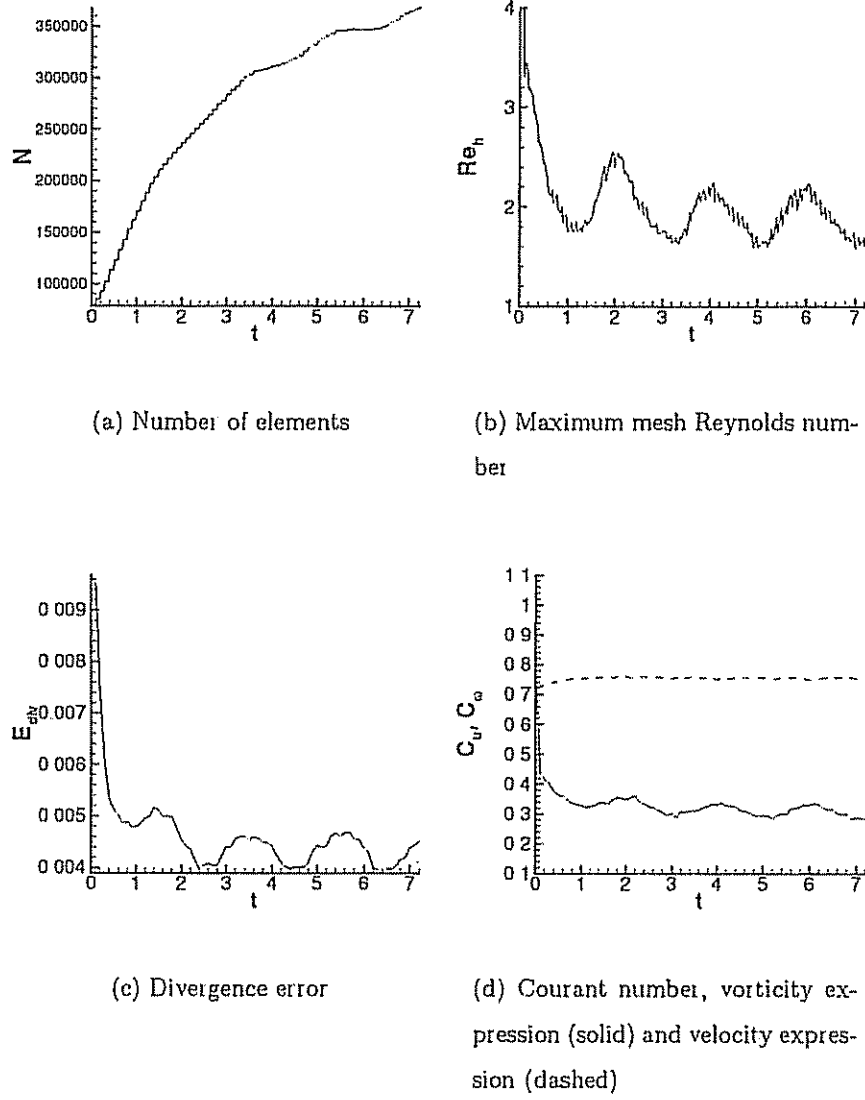 350000
300000
250000
200000
150000
100000
N
0 1 2 3 4 5 6 7
t
4
3
2
1
Re_h
0 1 2 3 4 5 6 7
t
(a) Number of elements
(b) Maximum mesh Reynolds num-
ber
0 009
0 008
0.007
0 006
0 005
0 004
E_div
0 1 2 3 4 5 6 7
t
1 1
1
0 9
0 8
0 7
0 6
0 5
0 4
0 3
0 2
0 1
C_u, C_ω
0 1 2 3 4 5 6 7
t
(c) Divergence error
(d) Courant number, vorticity ex-
pression (solid) and velocity expres-
sion (dashed)